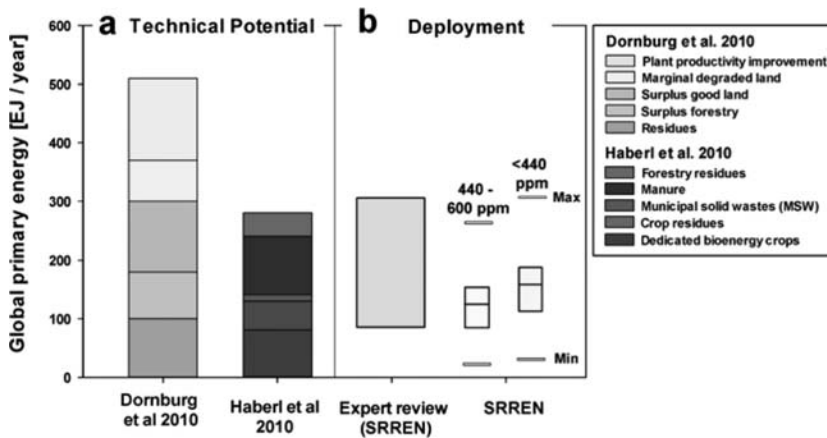 a Technical Potential
b Deployment
Global primary energy [EJ / year]
600
500
400
300
200
100
0
440 -
600 ppm
<440
ppm
Max
Min
Dornburg
et al 2010
Haberl et al
2010
Expert review
(SRREN)
SRREN
Dornburg et al. 2010
Plant productivity improvement
Marginal degraded land
Surplus good land
Surplus forestry
Residues
Haberl et al. 2010
Forestry residues
Manure
Municipal solid wastes (MSW)
Crop residues
Dedicated bioenergy crops